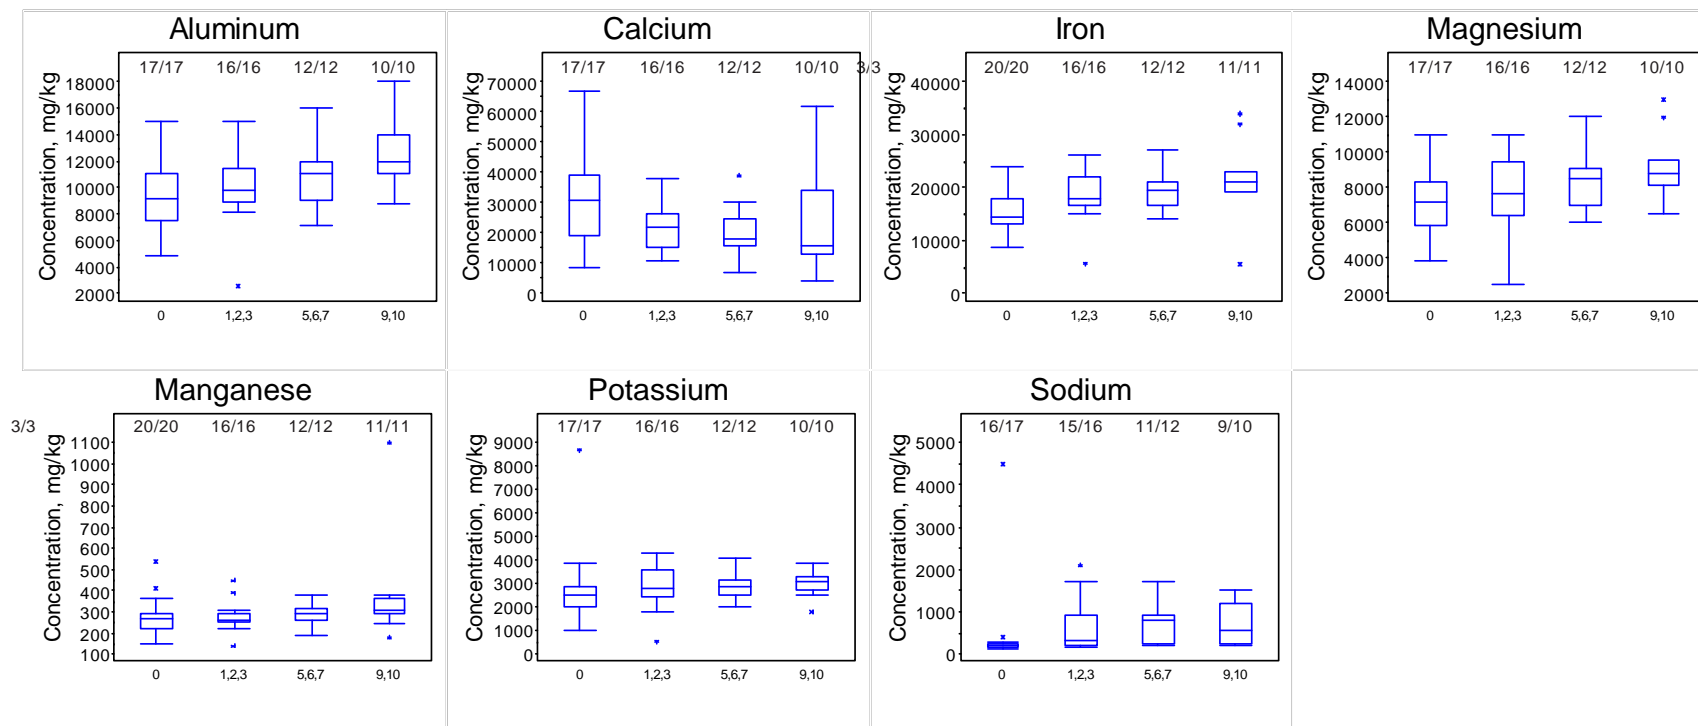 Aluminum
17/17 16/16 12/12 10/10
Concentration, mg/kg
18000
16000
14000
12000
10000
8000
6000
4000
2000
0 1,2,3 5,6,7 9,10
Calcium
17/17 16/16 12/12 10/10 3/3
Concentration, mg/kg
70000
60000
50000
40000
30000
20000
10000
0
0 1,2,3 5,6,7 9,10
Iron
20/20 16/16 12/12 11/11
Concentration, mg/kg
40000
30000
20000
10000
0
0 1,2,3 5,6,7 9,10
Magnesium
17/17 16/16 12/12 10/10
Concentration, mg/kg
14000
12000
10000
8000
6000
4000
2000
0 1,2,3 5,6,7 9,10
Manganese
3/3 20/20 16/16 12/12 11/11
Concentration, mg/kg
1100
1000
900
800
700
600
500
400
300
200
100
0 1,2,3 5,6,7 9,10
Potassium
17/17 16/16 12/12 10/10
Concentration, mg/kg
9000
8000
7000
6000
5000
4000
3000
2000
1000
0
0 1,2,3 5,6,7 9,10
Sodium
16/17 15/16 11/12 9/10
Concentration, mg/kg
5000
4000
3000
2000
1000
0
0 1,2,3 5,6,7 9,10